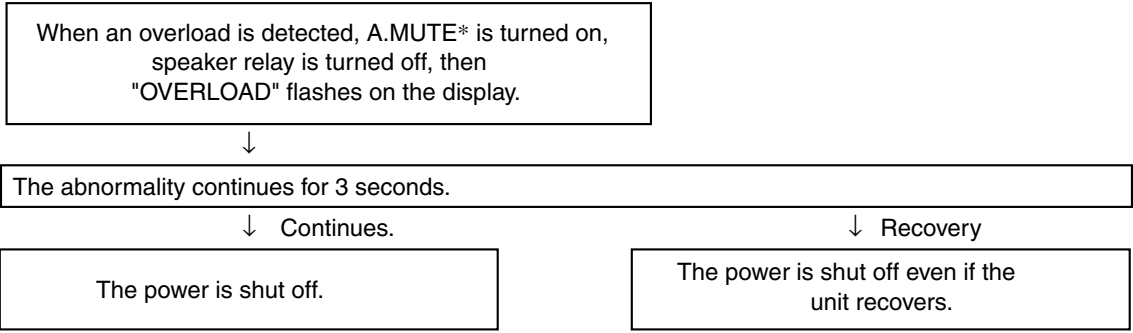 When an overload is detected, A.MUTE* is turned on,
speaker relay is turned off, then
"OVERLOAD" flashes on the display.
↓
The abnormality continues for 3 seconds.
↓ Continues.
↓ Recovery
The power is shut off.
The power is shut off even if the
unit recovers.